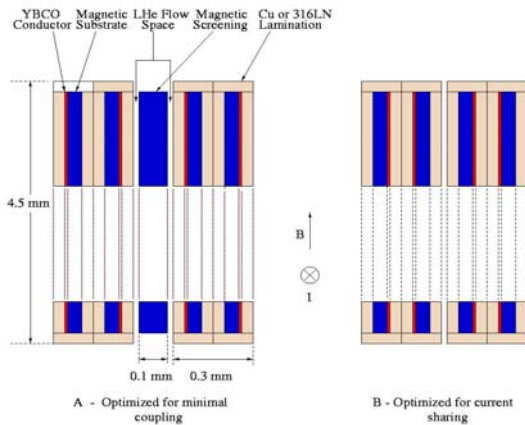 YBCO Magnetic LHe Flow Magnetic Cu or 316LN
Conductor Substrate Space Screening Lamination
4.5 mm
B
I
0.1 mm 0.3 mm
A - Optimized for minimal
coupling
B - Optimized for current
sharing